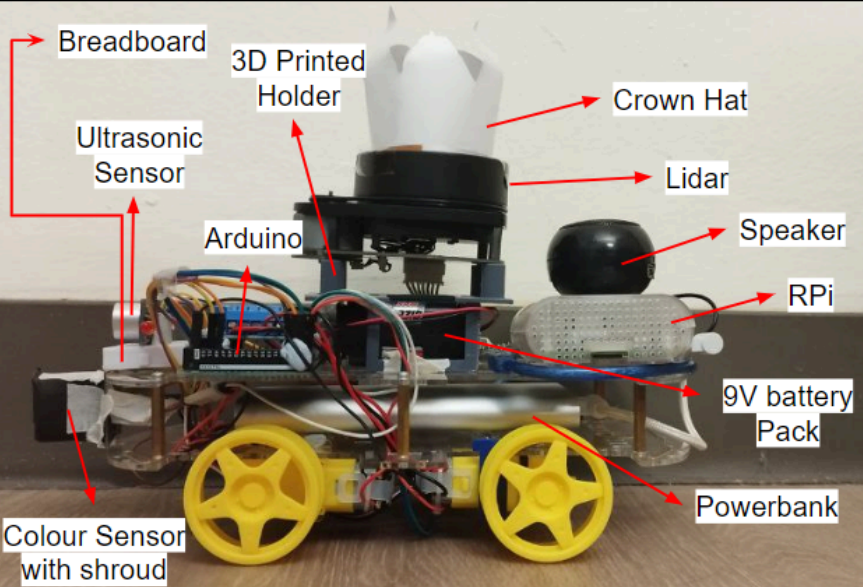 Breadboard
3D Printed
Holder
Crown Hat
Ultrasonic
Sensor
Lidar
Arduino
Speaker
RPi
9V battery
Pack
Powerbank
Colour Sensor
with shroud